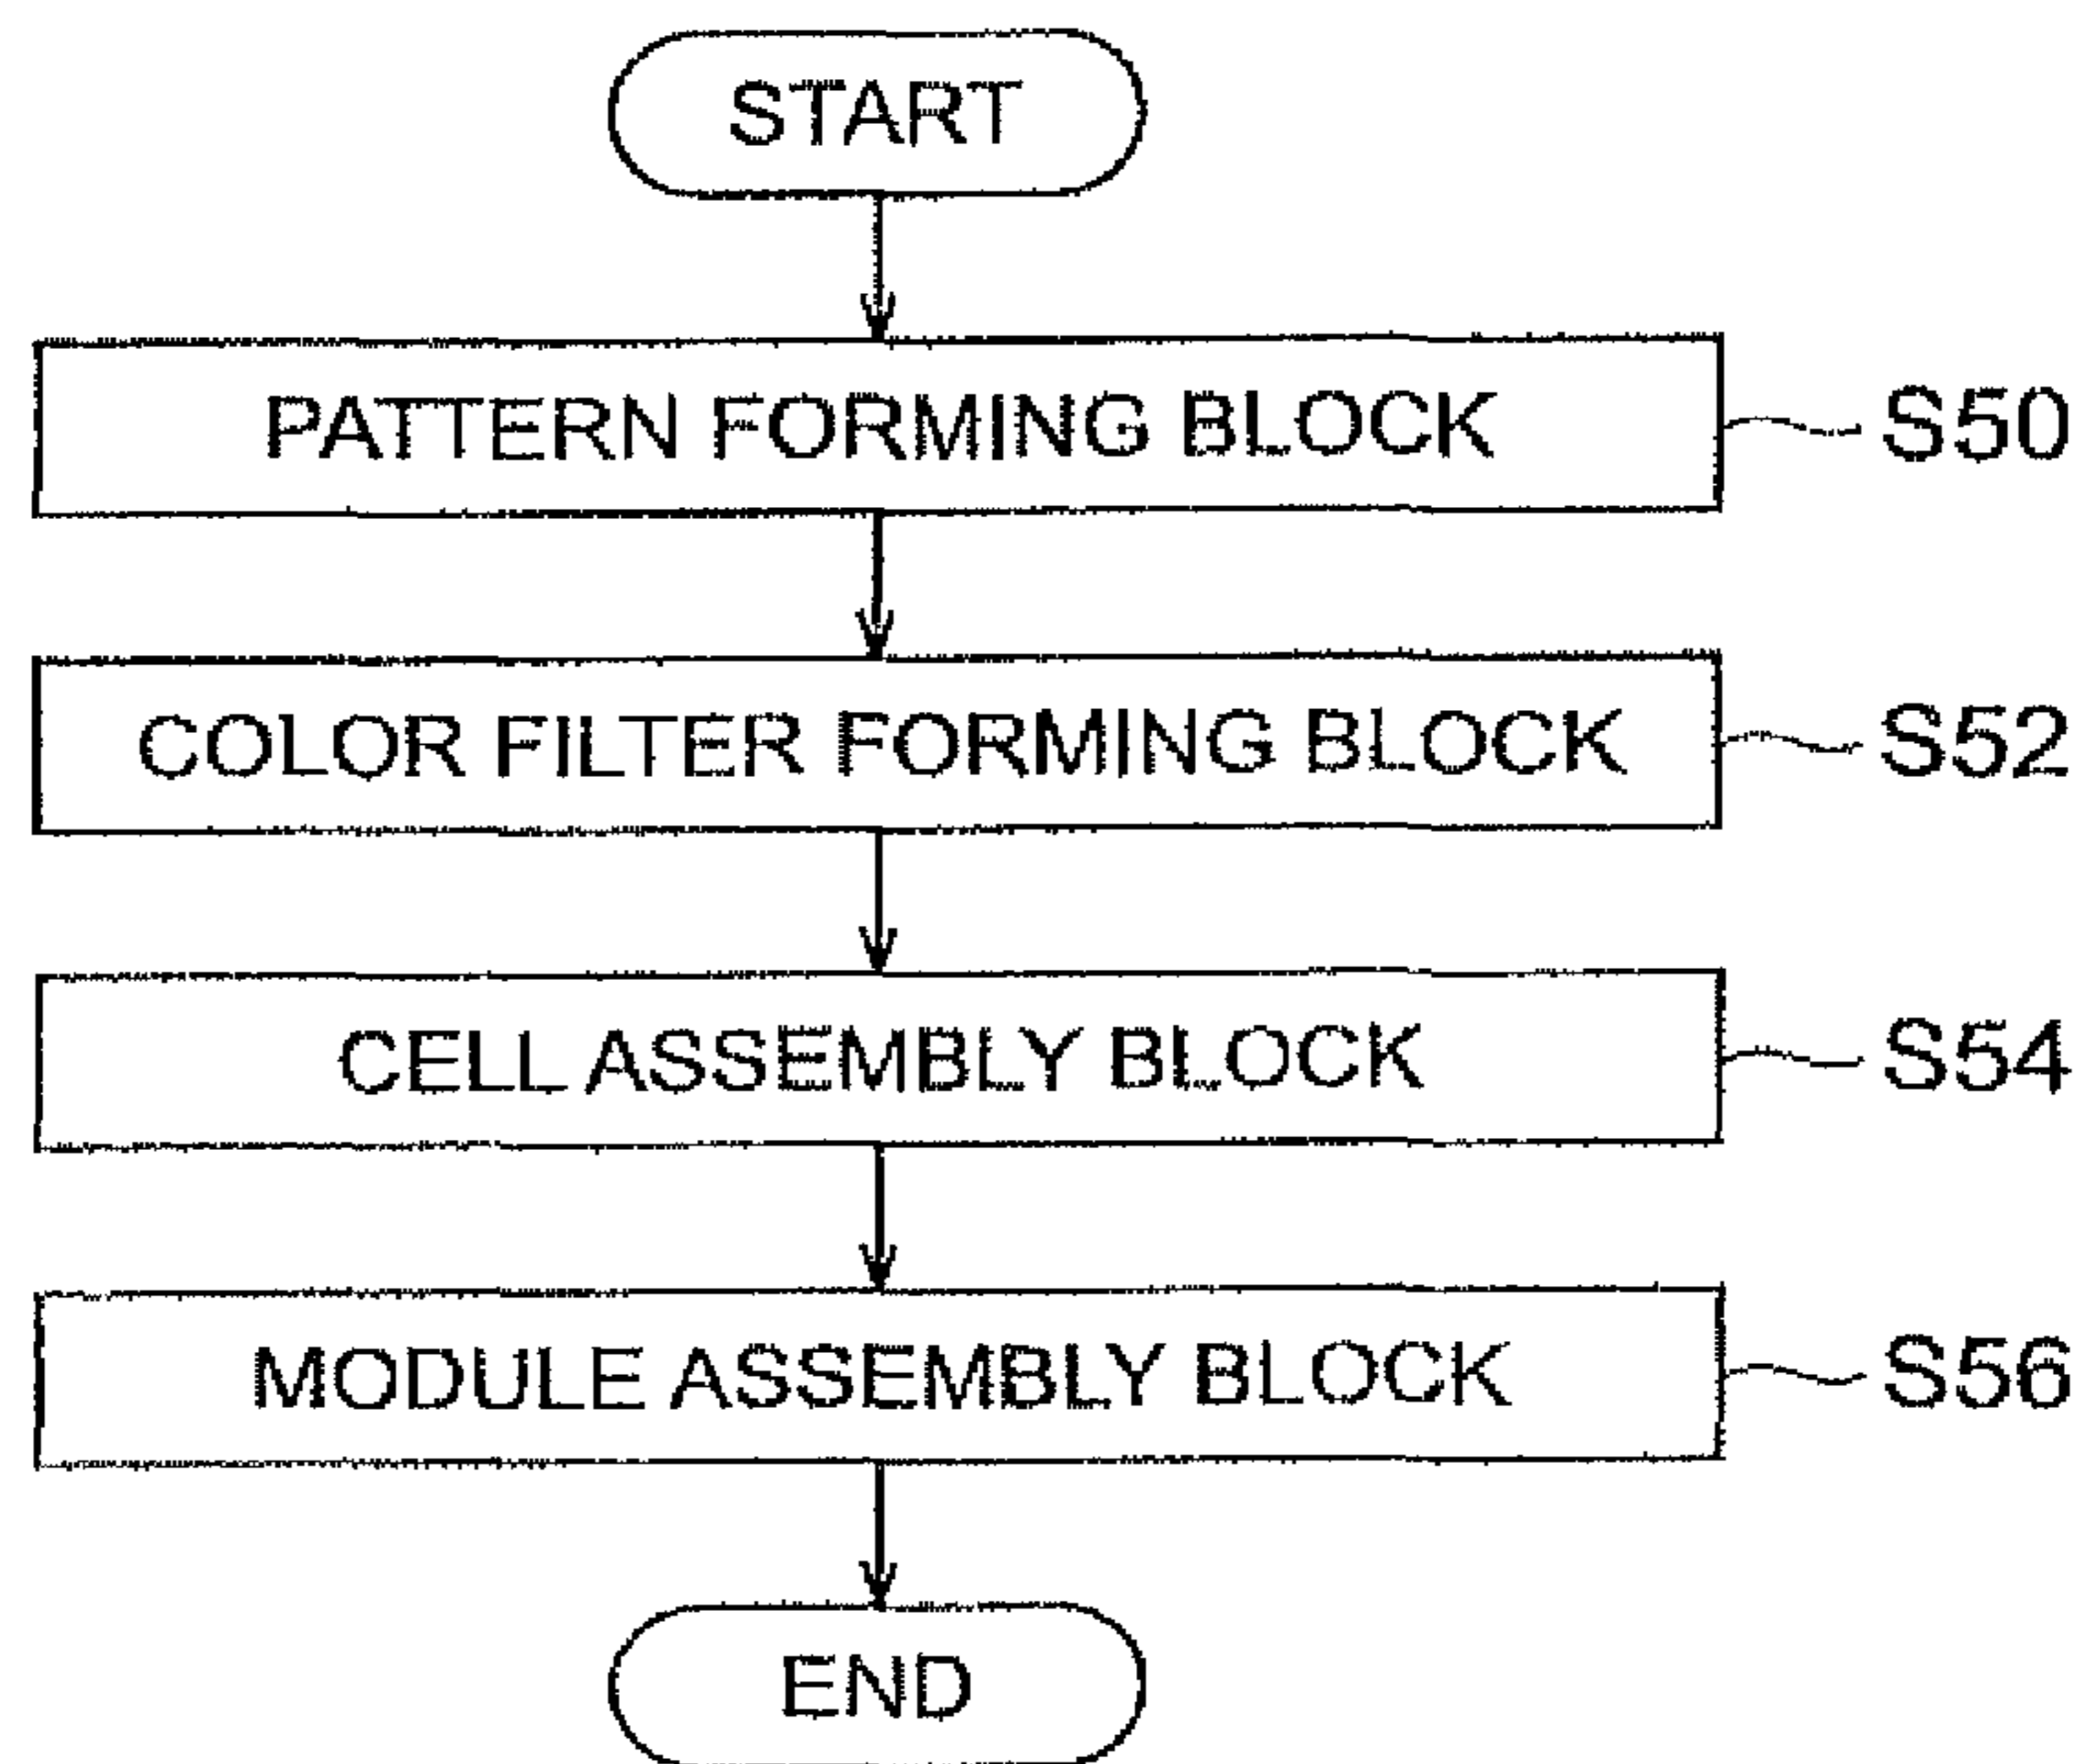 START
PATTERN FORMING BLOCK S50
COLOR FILTER FORMING BLOCK S52
CELL ASSEMBLY BLOCK S54
MODULE ASSEMBLY BLOCK S56
END